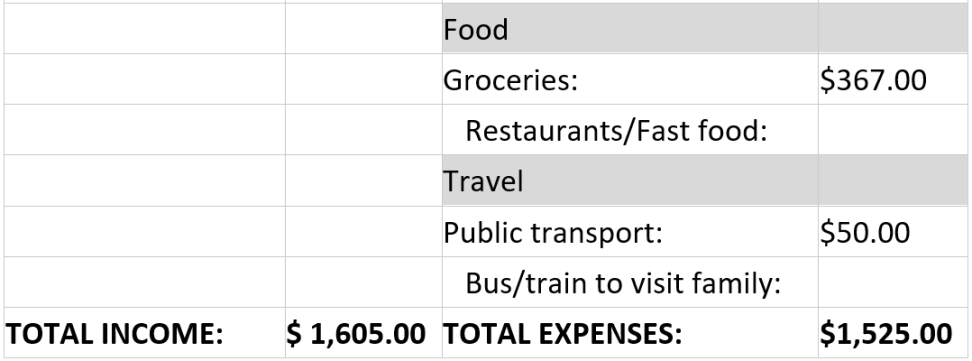 Food
Groceries: $367.00
Restaurants/Fast food:
Travel
Public transport: $50.00
Bus/train to visit family:
TOTAL INCOME: $ 1,605.00 TOTAL EXPENSES: $1,525.00